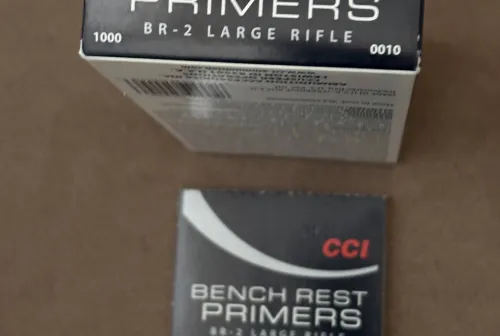 PRIMERS
BR-2 LARGE RIFLE
1000
0010
CCI
BENCH REST
PRIMERS
BR-2 LARGE RIFLE